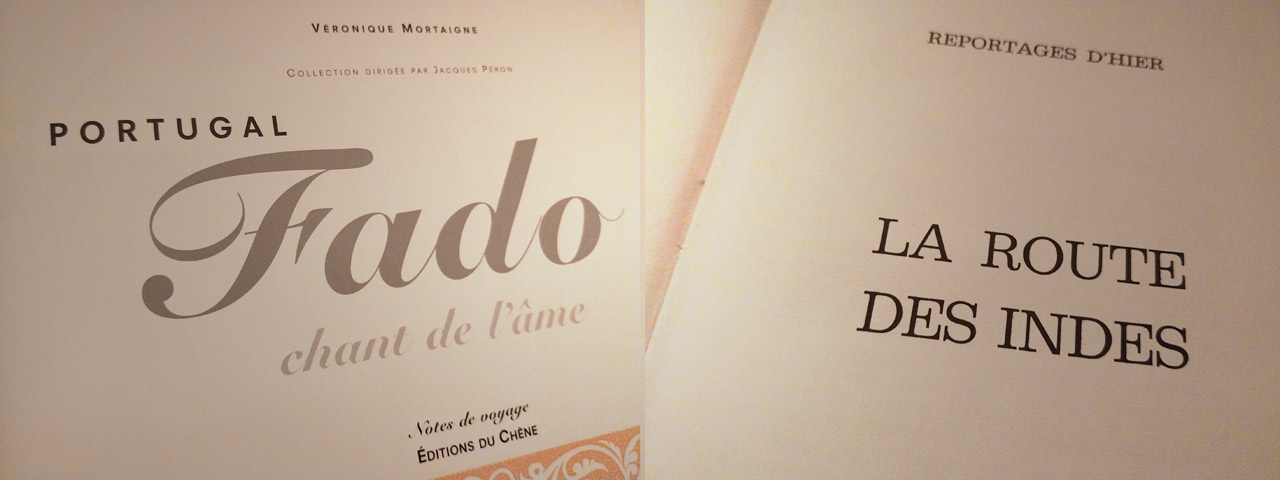 VÉRONIQUE MORTAIGNE
COLLECTION DIRIGÉE PAR JACQUES PÉRON
PORTUGAL
Fado
chant de l'âme
Notes de voyage
ÉDITIONS DU CHÊNE
REPORTAGES D'HIER
LA ROUTE
DES INDES